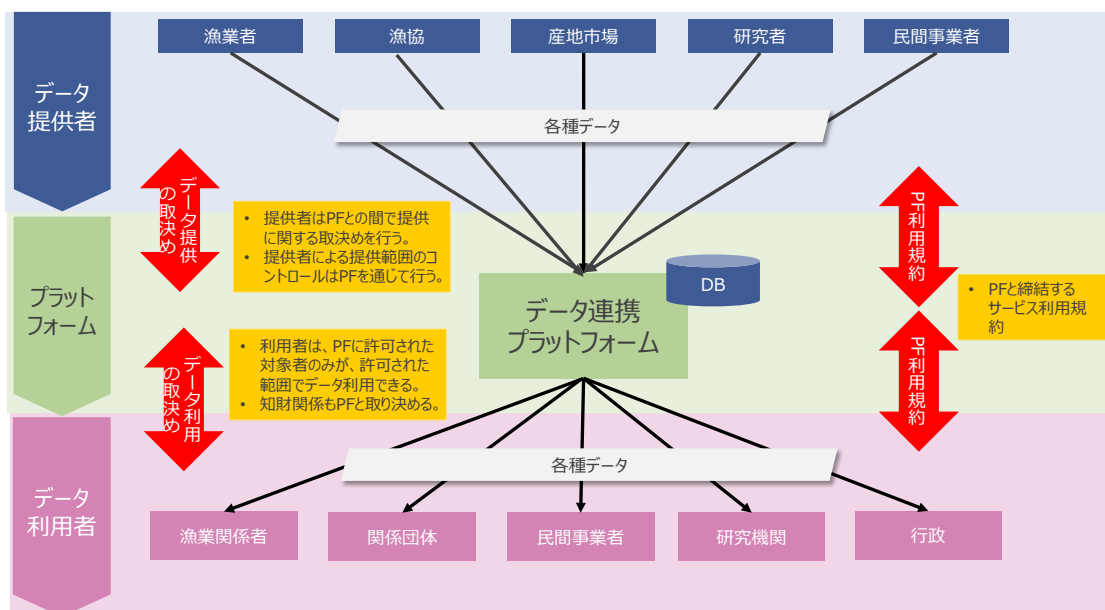 漁業者
漁協
産地市場
研究者
民間事業者
データ
提供者
各種データ
データ提供
の取決め
• 提供者はPFとの間で提供
に関する取決めを行う。
• 提供者による提供範囲のコ
ントロールはPFを通じて行う。
PF利用規約
プラット
フォーム
データ連携
プラットフォーム
DB
• PFと締結する
サービス利用規
約
データ利用
の取決め
• 利用者は、PFに許可された
対象者のみが、許可された
範囲でデータ利用できる。
• 知財関係もPFと取り決める。
PF利用規約
データ
利用者
各種データ
漁業関係者
関係団体
民間事業者
研究機関
行政